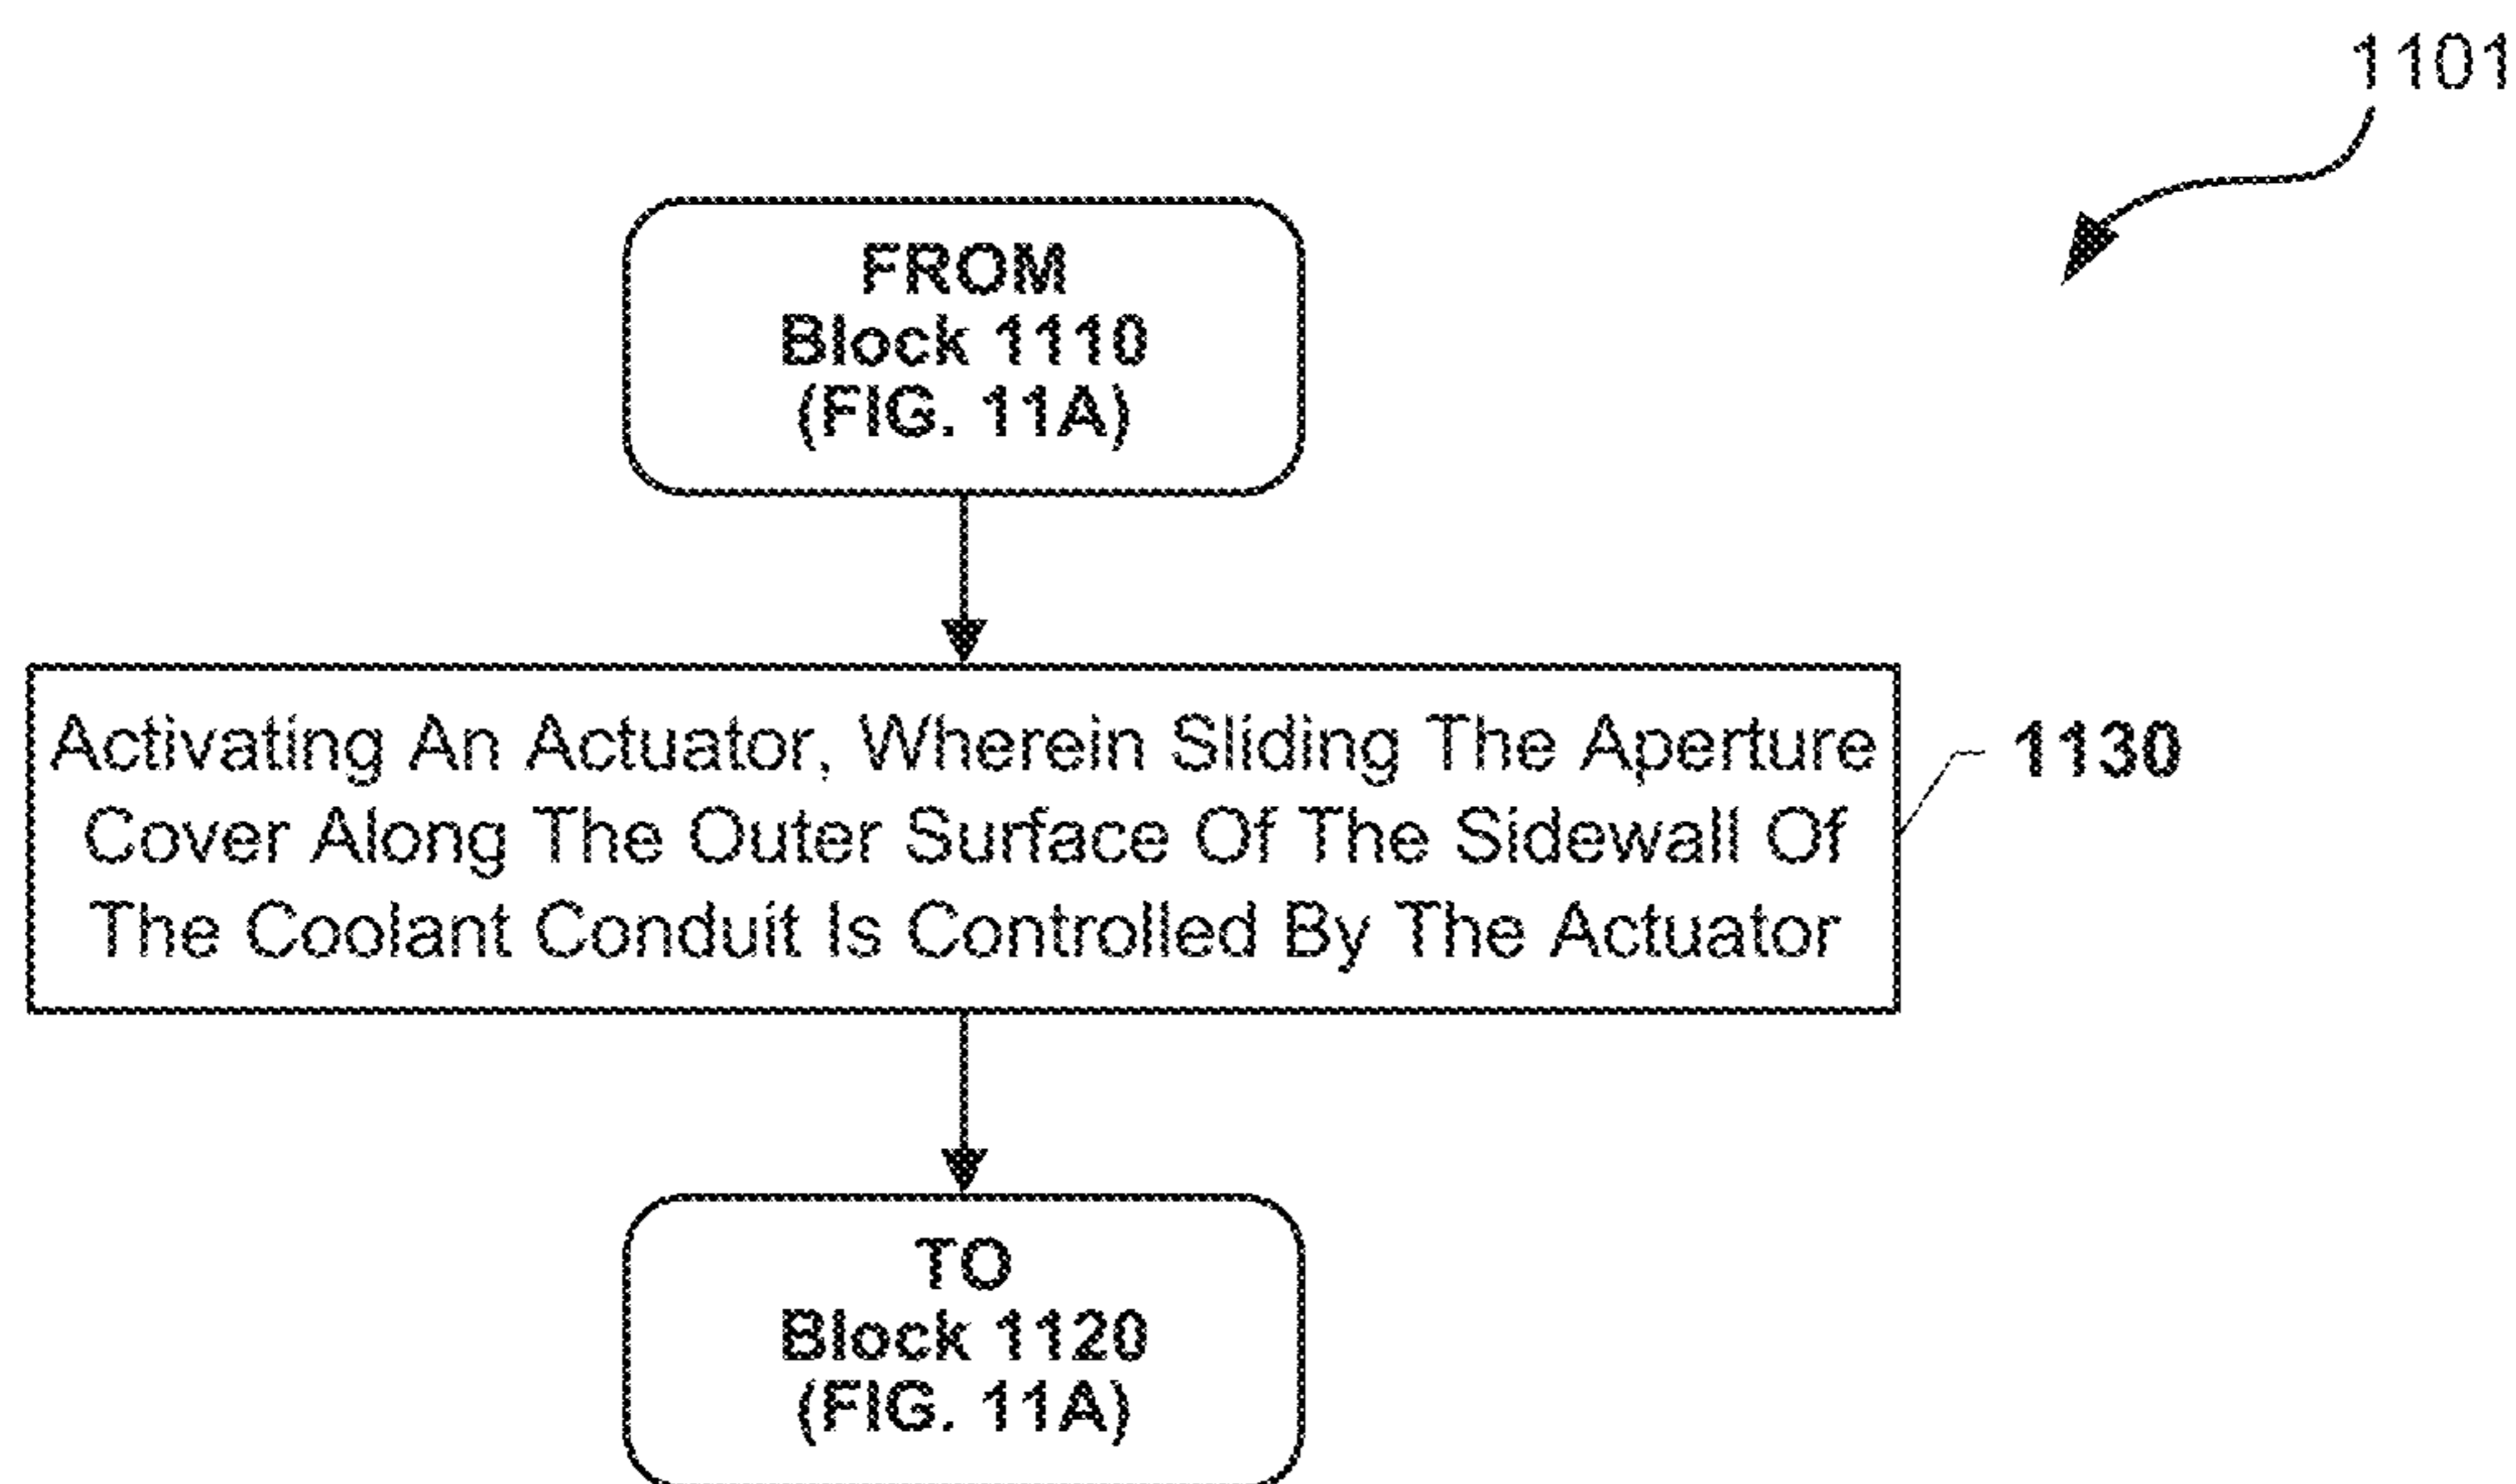 1101
FROM
Block 1110
(FIG. 11A)
Activating An Actuator, Wherein Sliding The Aperture
Cover Along The Outer Surface Of The Sidewall Of
The Coolant Conduit Is Controlled By The Actuator
1130
TO
Block 1120
(FIG. 11A)